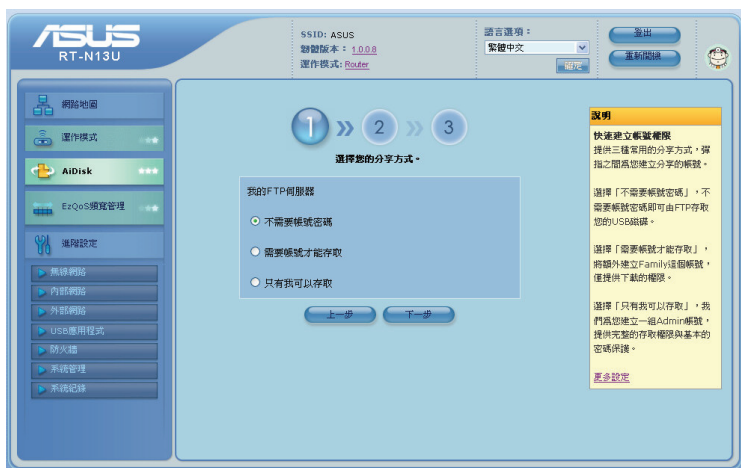 ASUS
RT-N13U
SSID: ASUS
韌體版本： 1.0.0.8
運作模式: Router
語言選項：
繁體中文
確定
登出
重新開機
網路地圖
運作模式
AiDisk
EzQoS頻寬管理
進階設定
無線網路
內部網路
外部網路
USB應用程式
防火牆
系統管理
系統記錄
1 » 2 » 3
選擇您的分享方式。
我的FTP伺服器
不需要帳號密碼
需要帳號才能存取
只有我可以存取
上一步
下一步
說明
快速建立帳號權限
提供三種常用的分享方式，彈
指之間為您建立分享的帳號。
選擇「不需要帳號密碼」，不
需要帳號密碼即可由FTP存取
您的USB磁碟。
選擇「需要帳號才能存取」，
將額外建立Family這個帳號，
僅提供下載的權限。
選擇「只有我可以存取」，我
們為您建立一組Admin帳號，
提供完整的存取權限與基本的
密碼保護。
更多設定